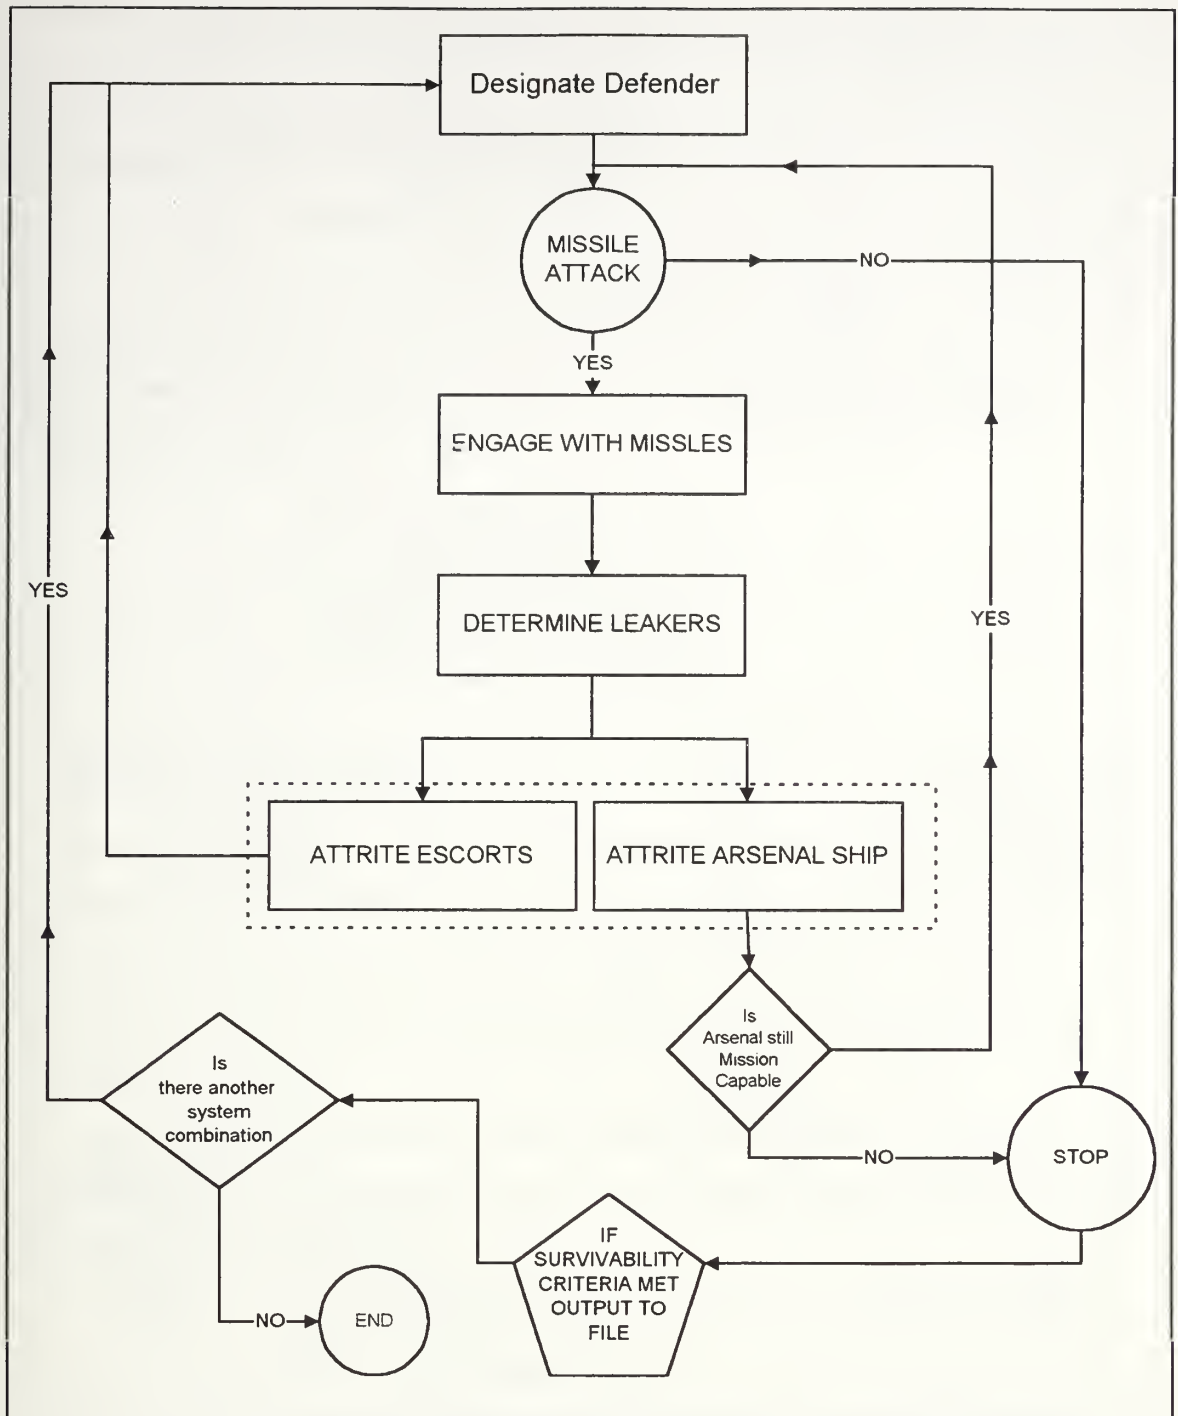 Designate Defender
MISSILE
ATTACK
NO
YES
ENGAGE WITH MISSLES
DETERMINE LEAKERS
YES
YES
ATTRITE ESCORTS
ATTRITE ARSENAL SHIP
Is
Arsenal still
Mission
Capable
Is
there another
system
combination
NO
STOP
IF
SURVIVABILITY
CRITERIA MET
OUTPUT TO
FILE
NO
END